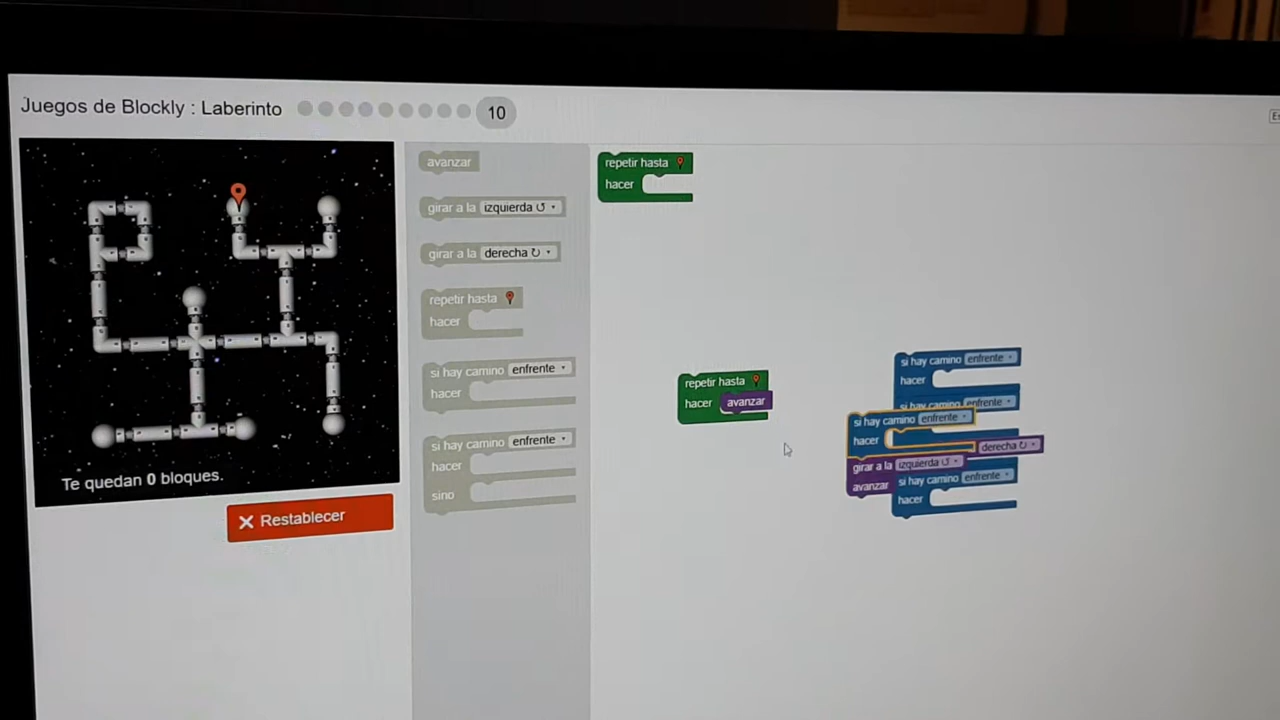 Juegos de Blockly : Laberinto 10
Te quedan 0 bloques.
Restablecer
avanzar
girar a la izquierda ↺
girar a la derecha ↻
repetir hasta
hacer
si hay camino enfrente
hacer
si hay camino enfrente
hacer
sino
repetir hasta
hacer
repetir hasta
hacer avanzar
si hay camino enfrente
hacer
si hay camino enfrente
si hay camino enfrente
hacer
derecha ↻
girar a la izquierda ↺
avanzar
si hay camino enfrente
hacer